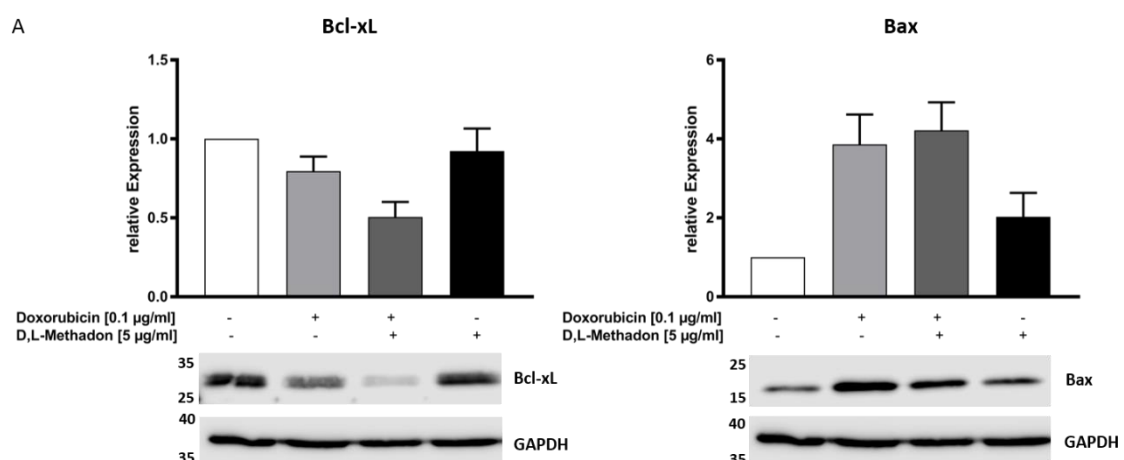 A
Bcl-xL
1.5
1.0
0.5
0.0
relative Expression
Doxorubicin [0.1 µg/ml] - + + -
D,L-Methadon [5 µg/ml] - - + +
35
25
Bcl-xL
40
35
GAPDH
Bax
6
4
2
0
relative Expression
Doxorubicin [0.1 µg/ml] - + + -
D,L-Methadon [5 µg/ml] - - + +
25
15
Bax
40
35
GAPDH